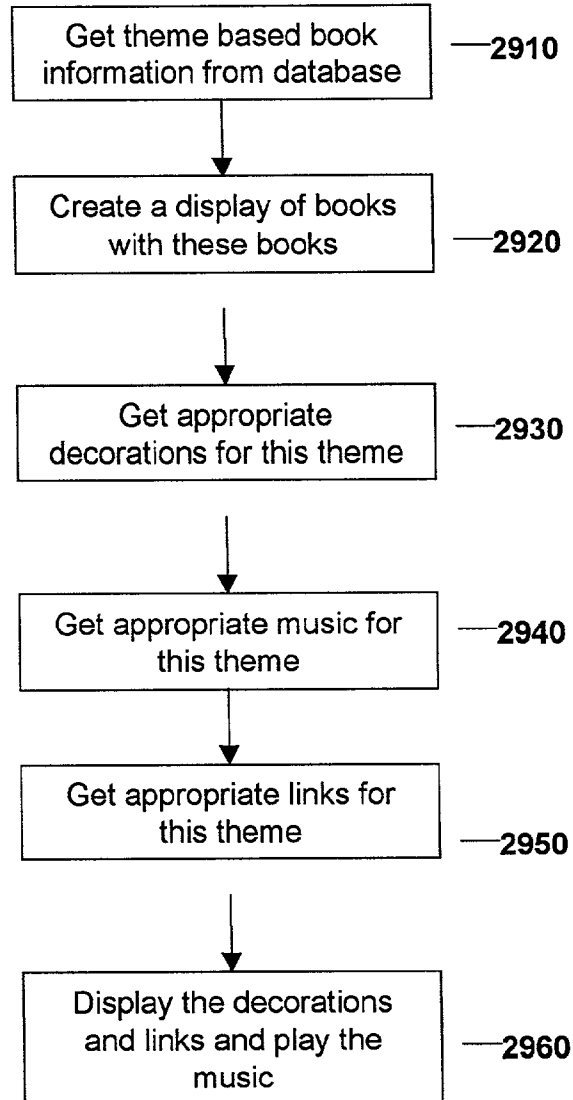 Get theme based book
information from database
2910
Create a display of books
with these books
2920
Get appropriate
decorations for this theme
2930
Get appropriate music for
this theme
2940
Get appropriate links for
this theme
2950
Display the decorations
and links and play the
music
2960